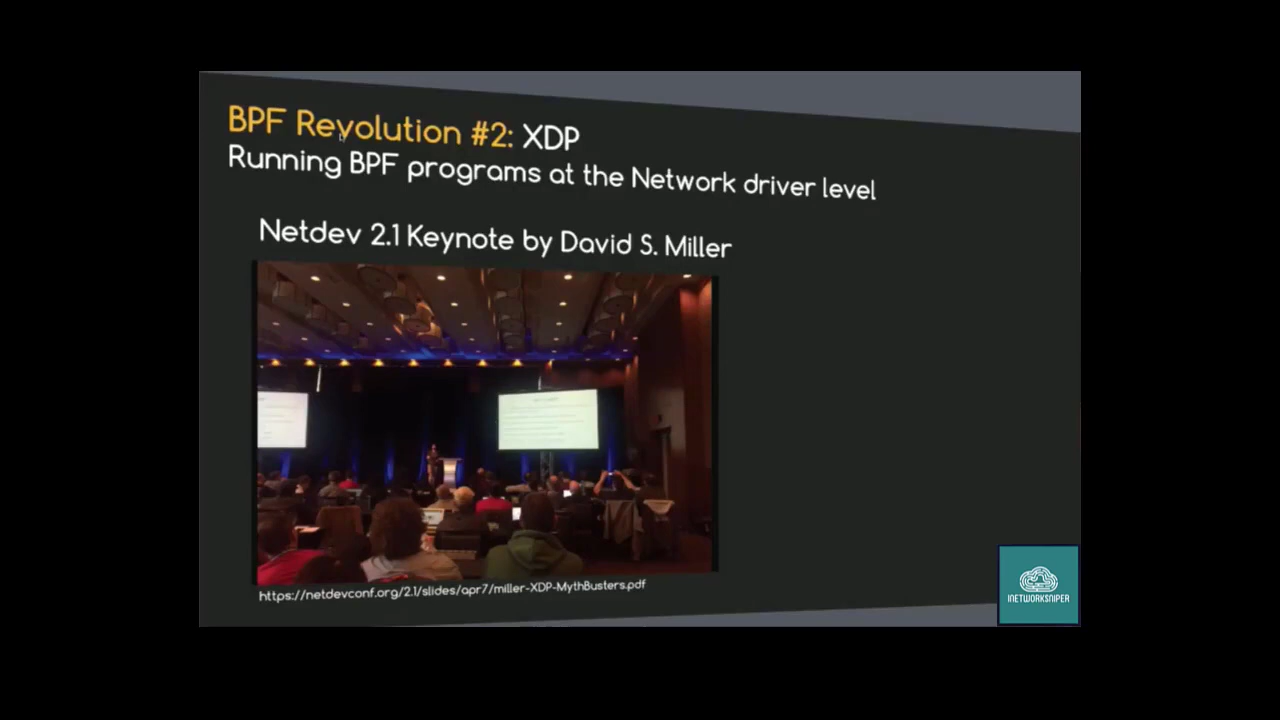 BPF Revolution #2: XDP
Running BPF programs at the Network driver level
Netdev 2.1 Keynote by David S. Miller
https://netdevconf.org/2.1/slides/apr7/miller-XDP-MythBusters.pdf
INETWORKSNIPER